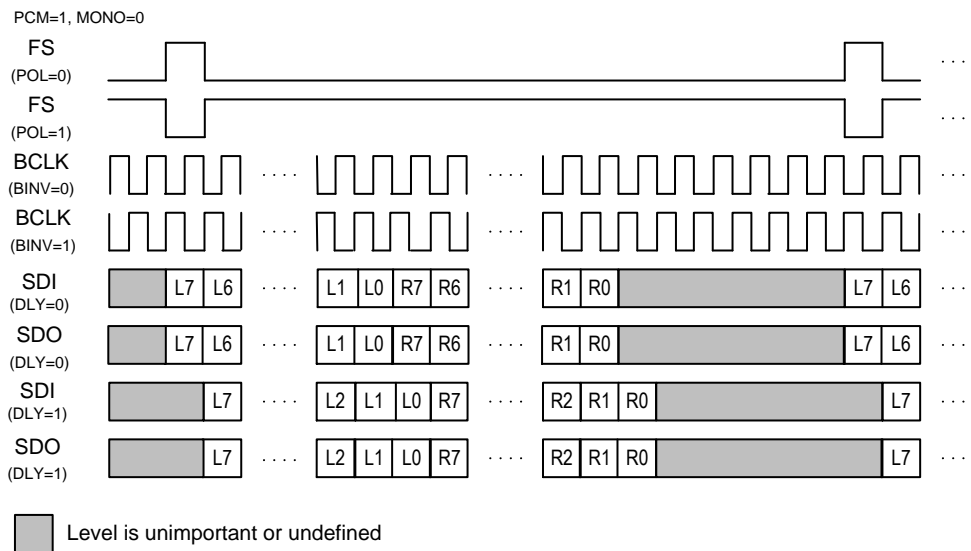 PCM=1, MONO=0
FS
(POL=0)
. . .
FS
(POL=1)
. . .
BCLK
(BINV=0)
. . . .
. . . .
. . .
BCLK
(BINV=1)
. . . .
. . . .
. . .
SDI
(DLY=0)
L7 L6 . . . . L1 L0 R7 R6 . . . . R1 R0 L7 L6 . . .
SDO
(DLY=0)
L7 L6 . . . . L1 L0 R7 R6 . . . . R1 R0 L7 L6 . . .
SDI
(DLY=1)
L7 . . . . L2 L1 L0 R7 . . . . R2 R1 R0 L7 . . .
SDO
(DLY=1)
L7 . . . . L2 L1 L0 R7 . . . . R2 R1 R0 L7 . . .
Level is unimportant or undefined